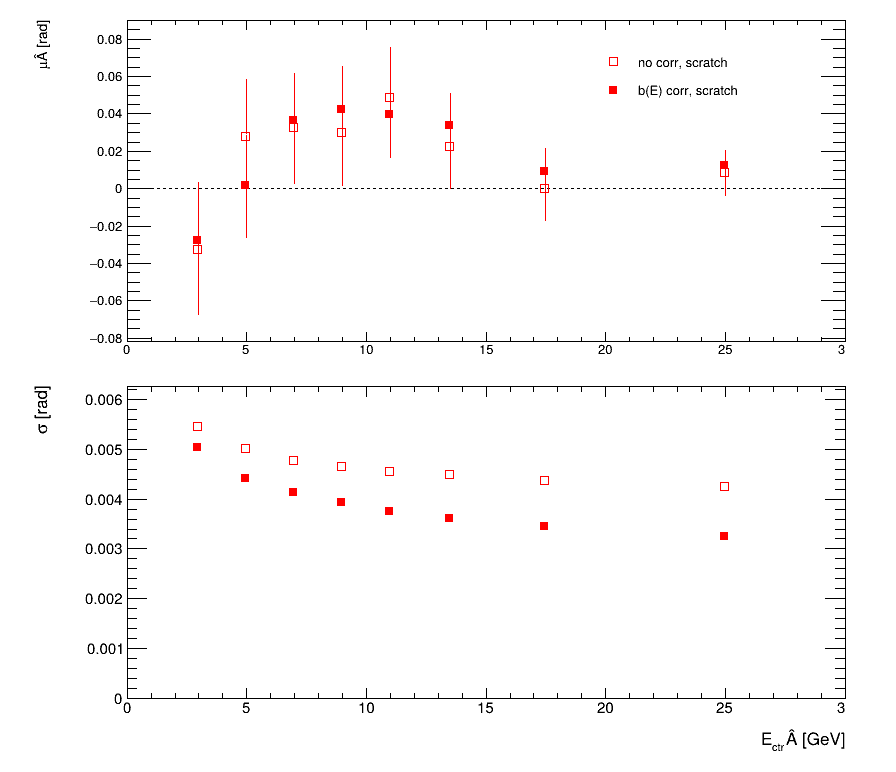 μÂ [rad]
0.08
0.06
0.04
0.02
0
−0.02
−0.04
−0.06
−0.08
no corr, scratch
b(E) corr, scratch
0 5 10 15 20 25 3
σ [rad]
0.006
0.005
0.004
0.003
0.002
0.001
0
0 5 10 15 20 25 3
E_ctr Â [GeV]